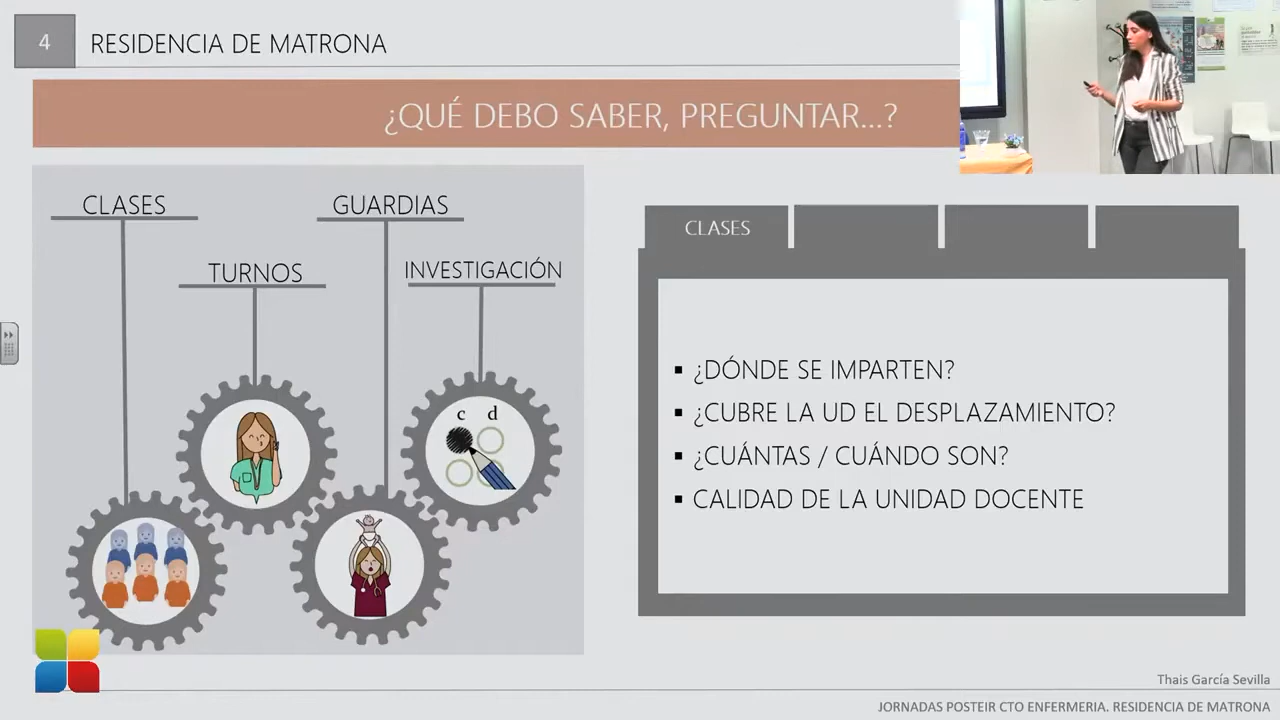 4
RESIDENCIA DE MATRONA
¿QUÉ DEBO SABER, PREGUNTAR...?
CLASES
GUARDIAS
TURNOS
INVESTIGACIÓN
c d
CLASES
▪ ¿DÓNDE SE IMPARTEN?
▪ ¿CUBRE LA UD EL DESPLAZAMIENTO?
▪ ¿CUÁNTAS / CUÁNDO SON?
▪ CALIDAD DE LA UNIDAD DOCENTE
Thais García Sevilla
JORNADAS POSTEIR CTO ENFERMERIA. RESIDENCIA DE MATRONA